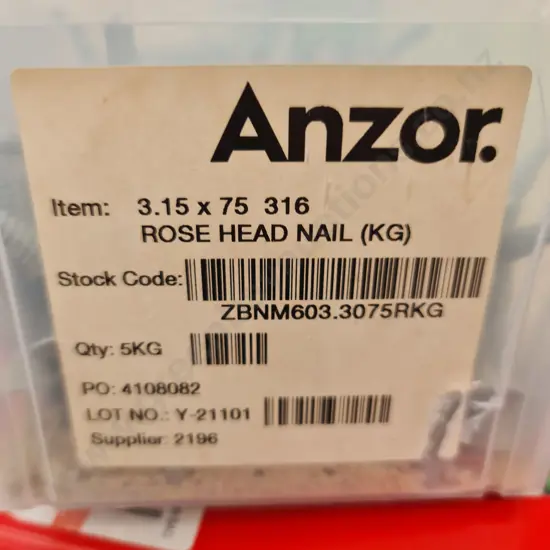 Anzor.
Item: 3.15 x 75 316
ROSE HEAD NAIL (KG)
Stock Code:
ZBNM603.3075RKG
Qty: 5KG
PO: 4108082
LOT NO.: Y-21101
Supplier: 2196